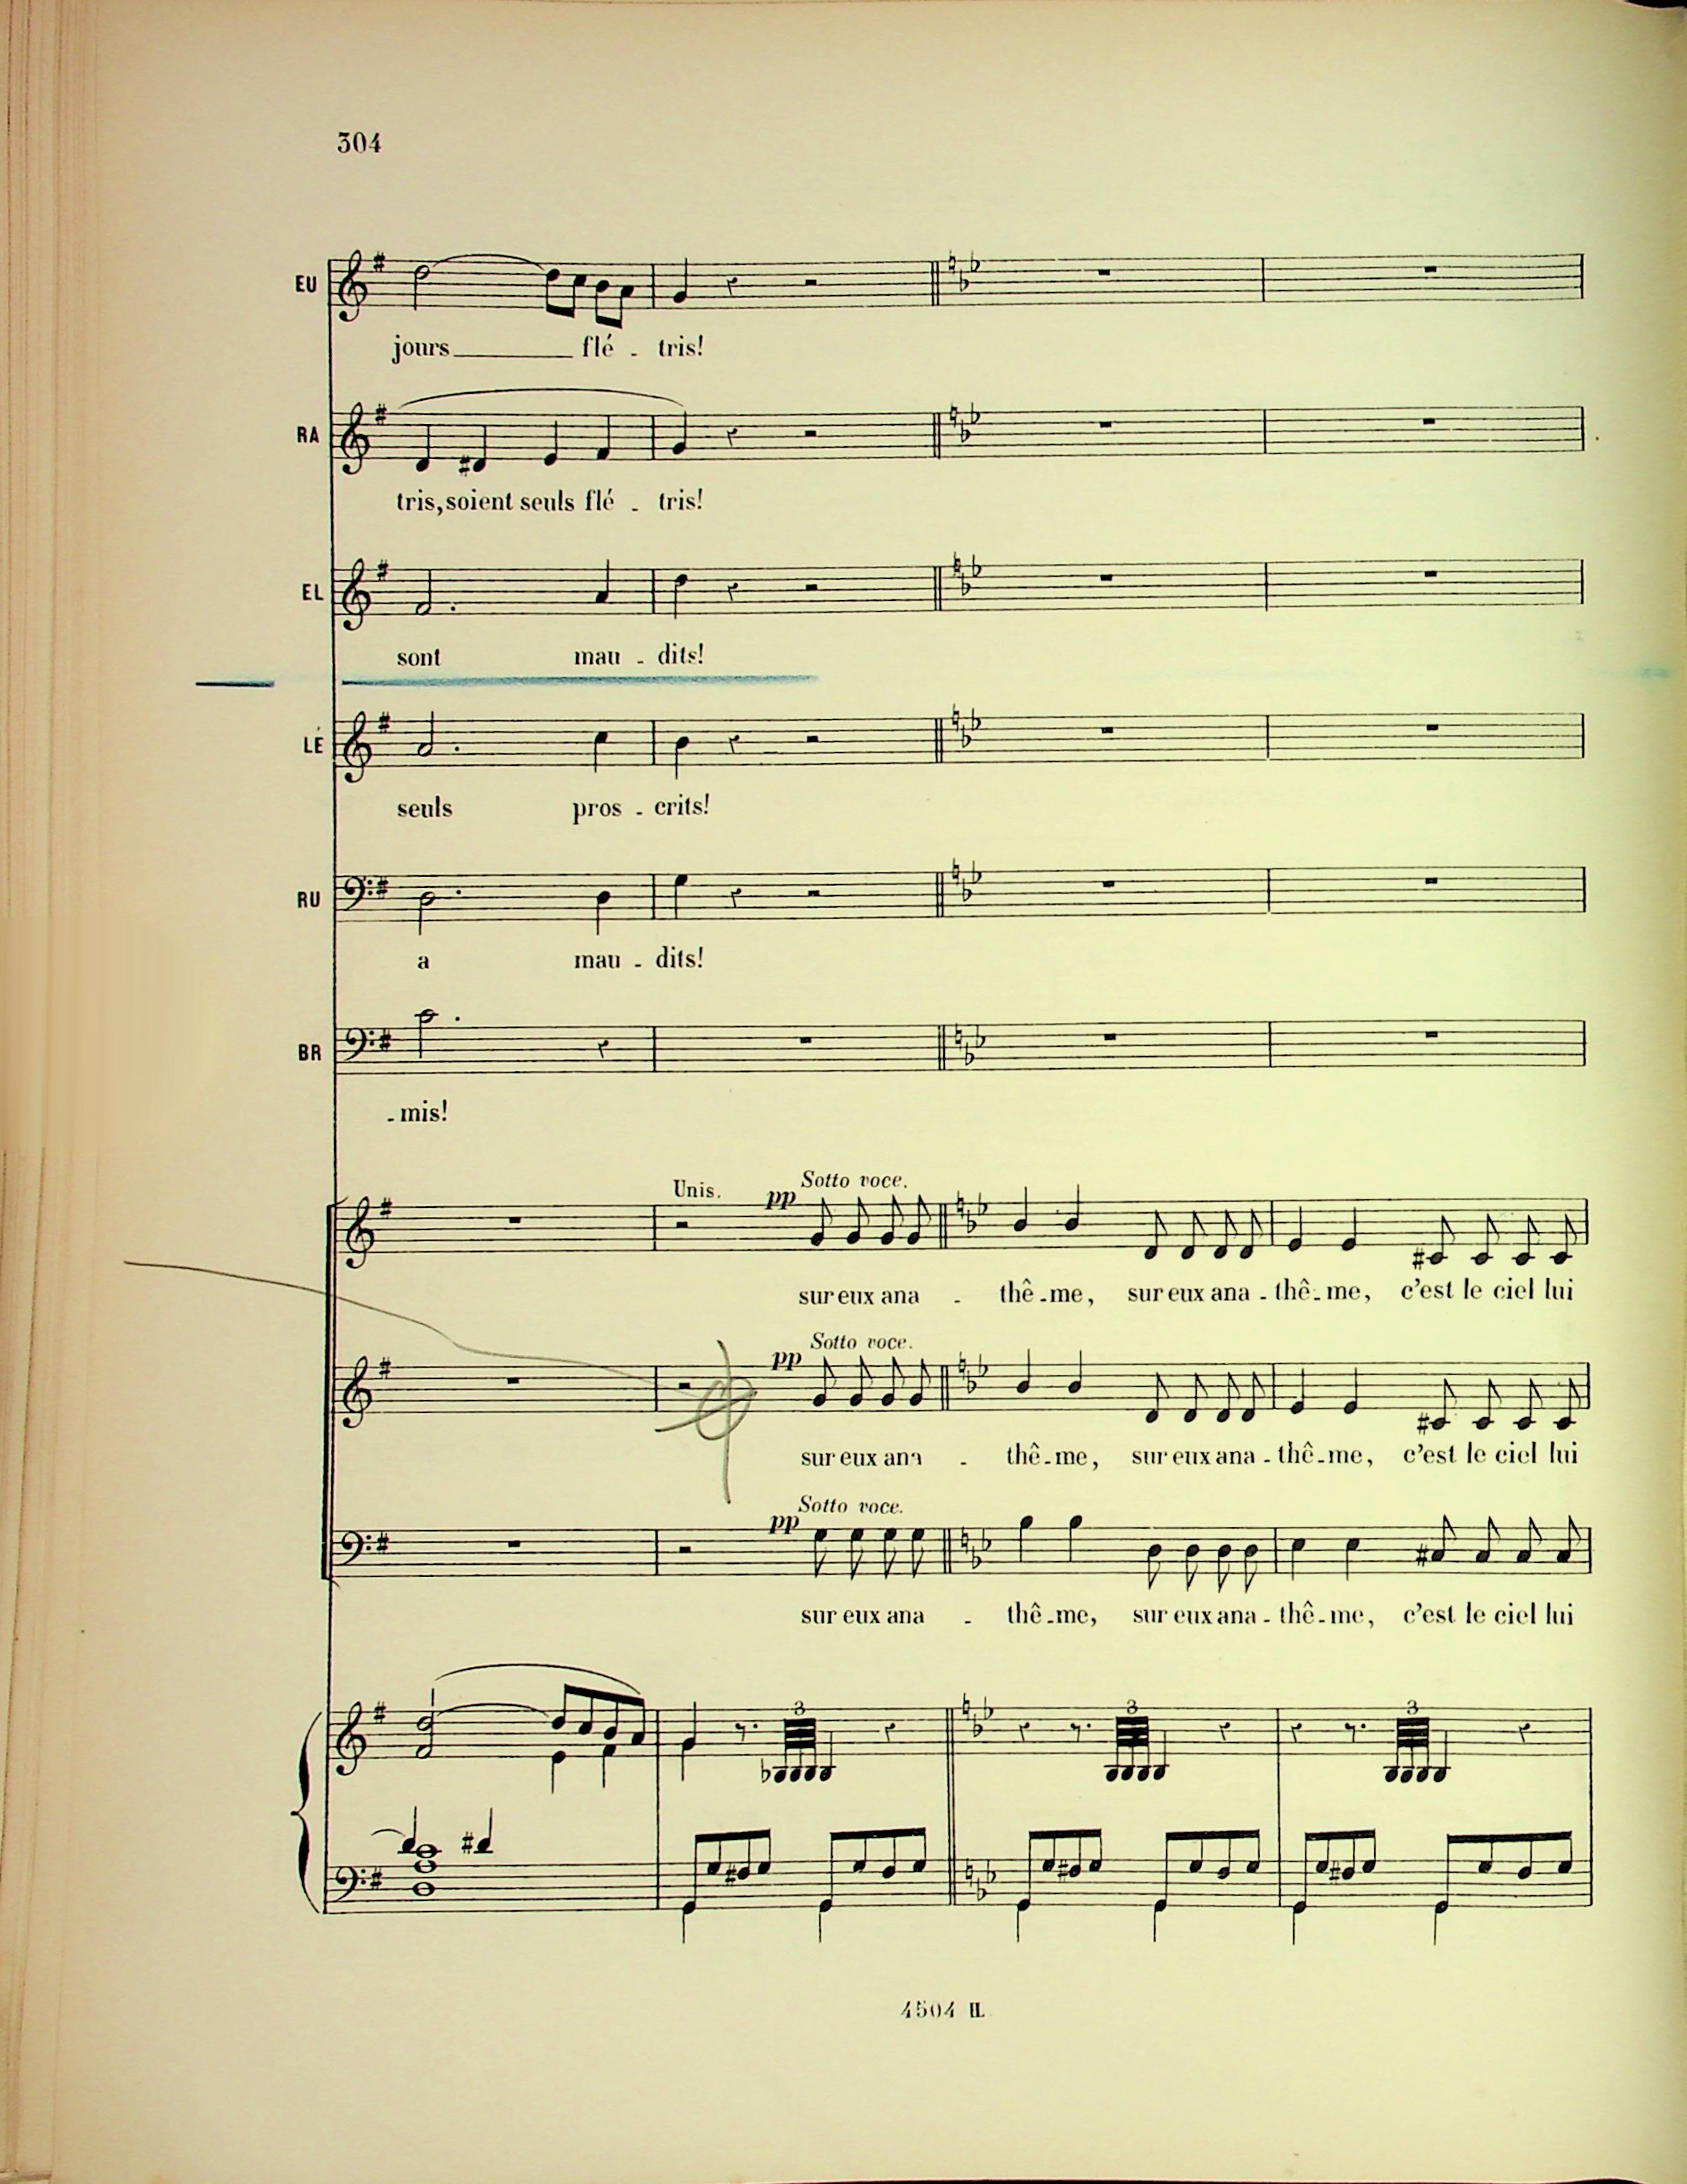 304
EU
jours flé - tris!
RA
tris, soient seuls flé - tris!
EL
sont mau - dits!
LÉ
seuls pros - crits!
RU
a mau - dits!
BR
- mis!
Unis. pp Sotto voce.
sur eux ana - thê - me, sur eux ana - thê - me, c'est le ciel lui
pp Sotto voce.
sur eux ana - thê - me, sur eux ana - thê - me, c'est le ciel lui
pp Sotto voce.
sur eux ana - thê - me, sur eux ana - thê - me, c'est le ciel lui
3 3 3
4504 H.